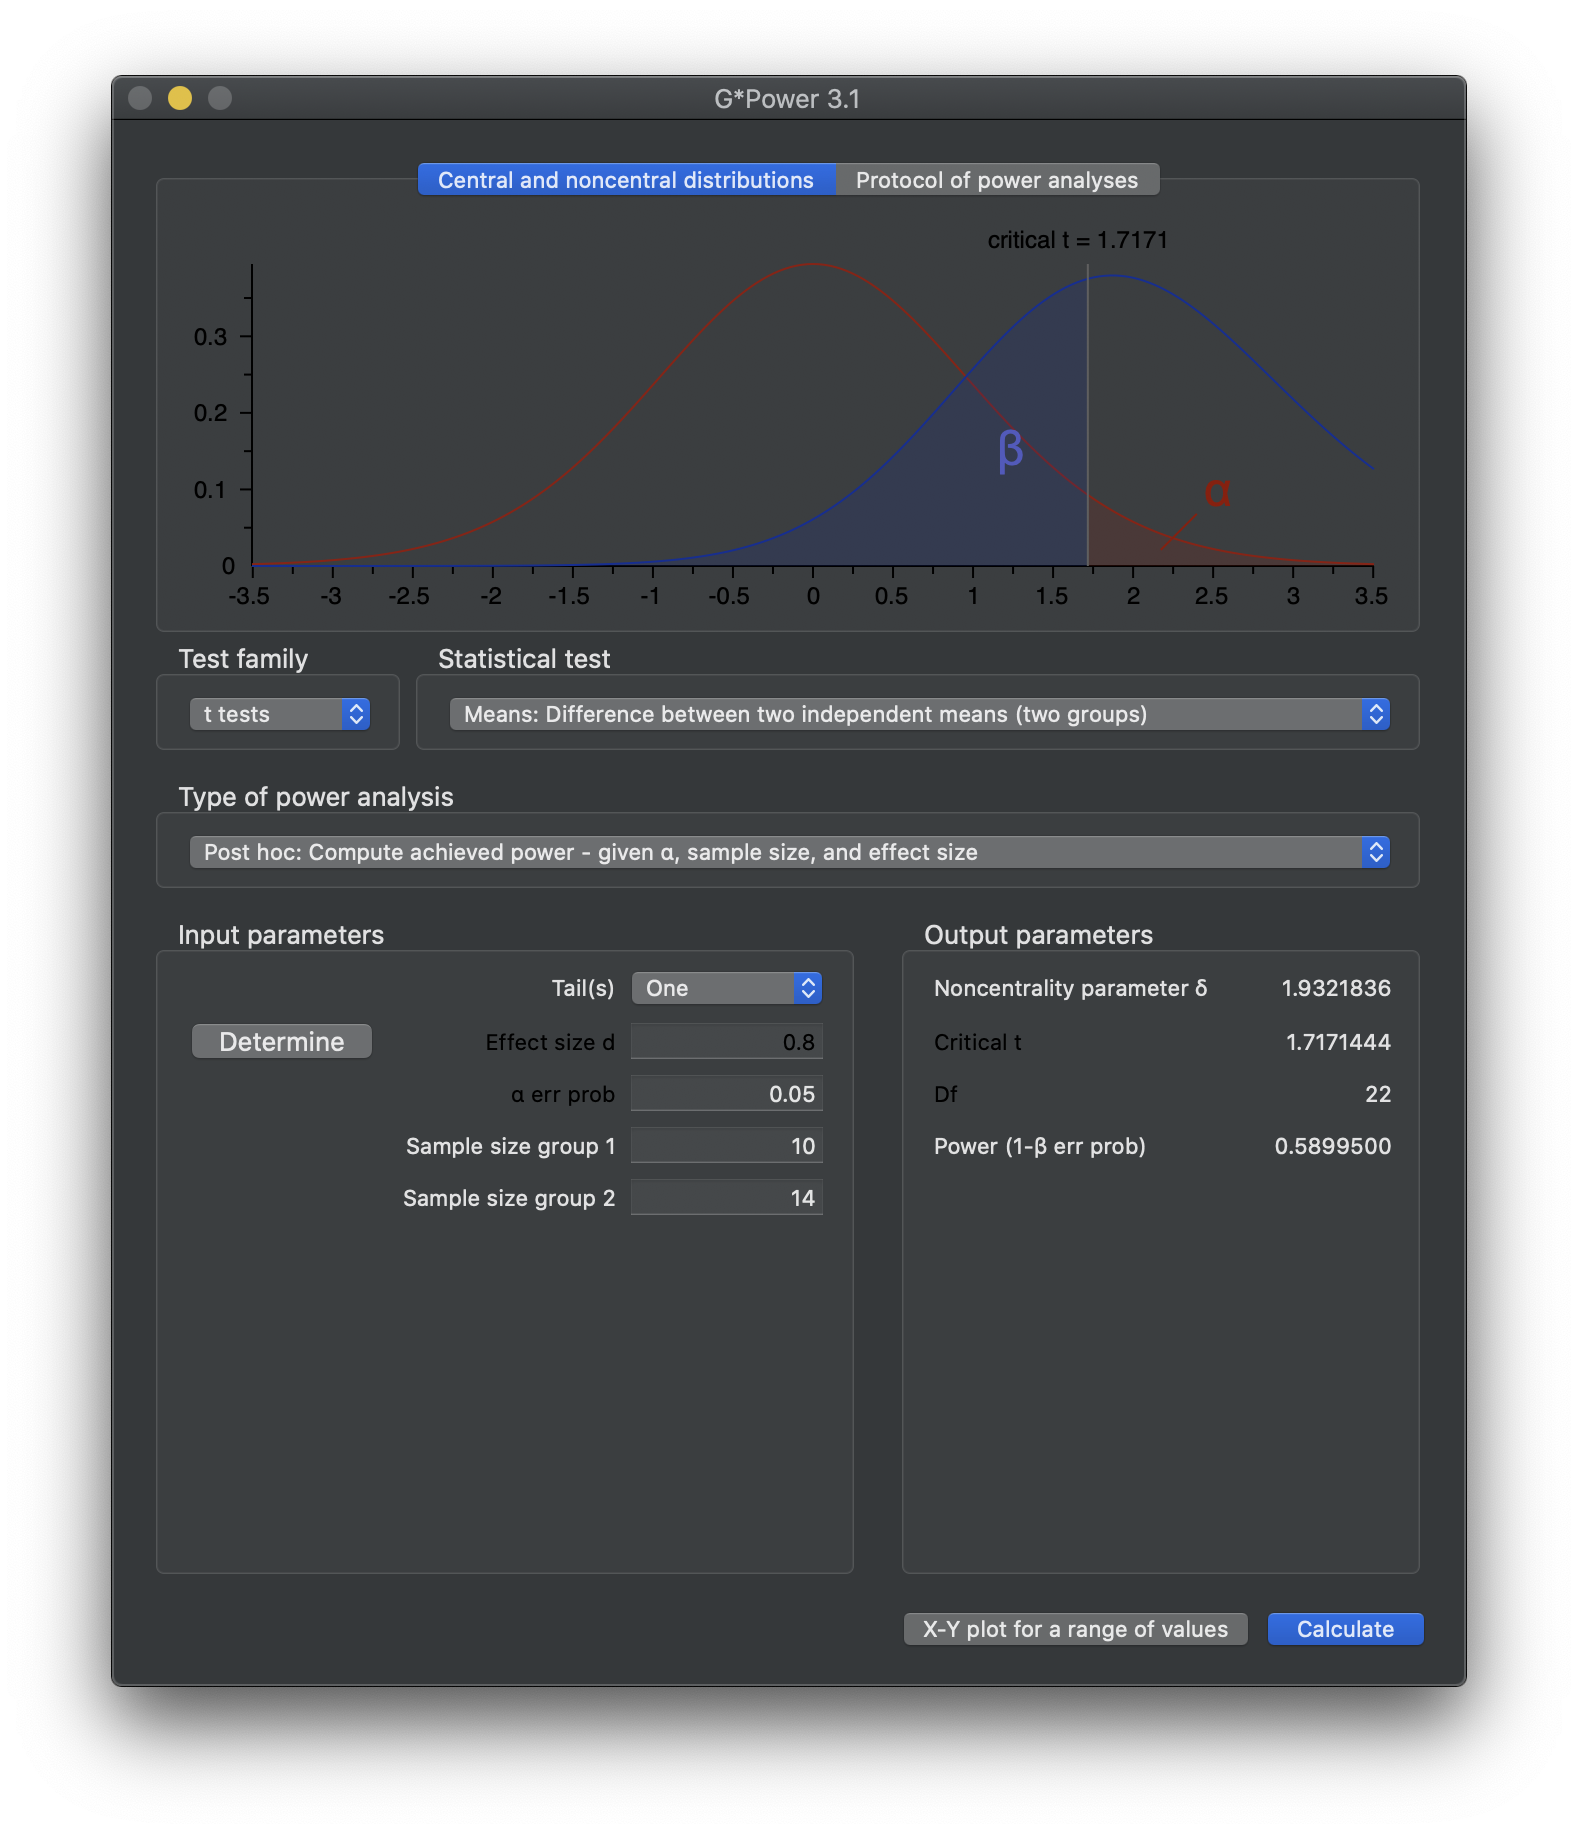 G*Power 3.1
Central and noncentral distributions Protocol of power analyses
critical t = 1.7171
0.3
0.2
β
0.1
α
0
-3.5 -3 -2.5 -2 -1.5 -1 -0.5 0 0.5 1 1.5 2 2.5 3 3.5
Test family Statistical test
t tests Means: Difference between two independent means (two groups)
Type of power analysis
Post hoc: Compute achieved power - given α, sample size, and effect size
Input parameters Output parameters
Tail(s) One Noncentrality parameter δ 1.9321836
Determine Effect size d 0.8 Critical t 1.7171444
α err prob 0.05 Df 22
Sample size group 1 10 Power (1-β err prob) 0.5899500
Sample size group 2 14
X-Y plot for a range of values Calculate